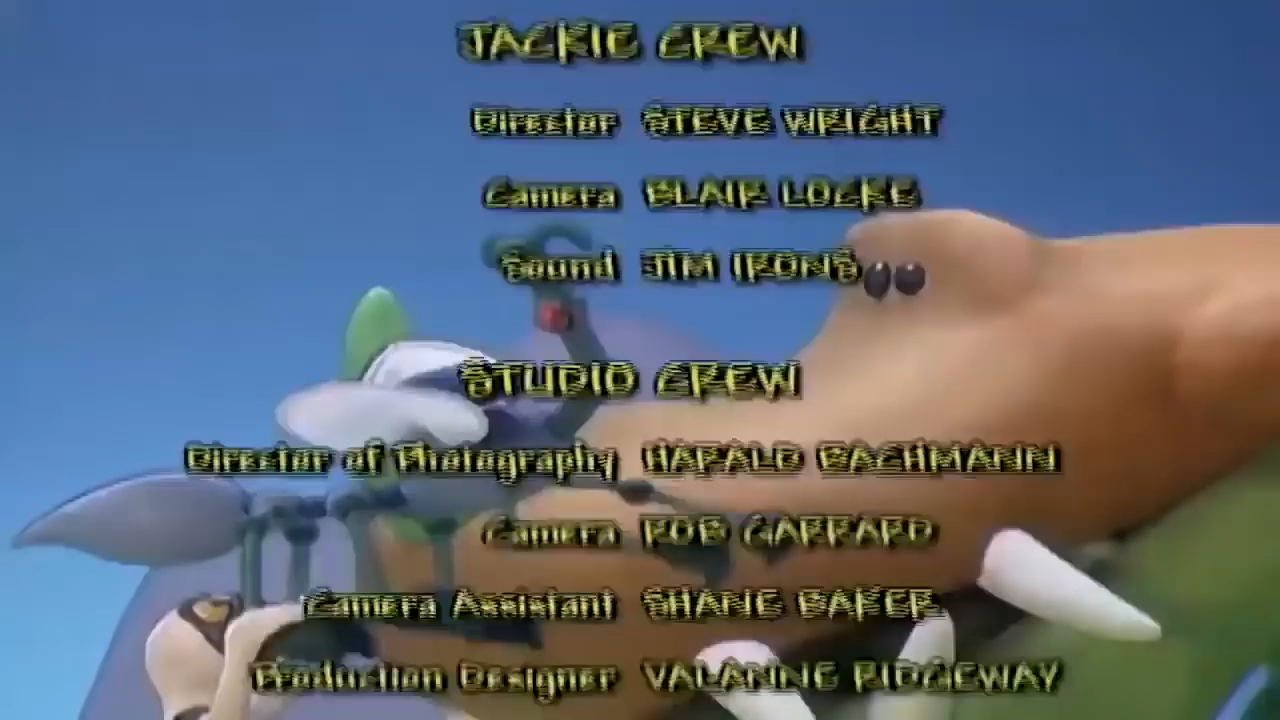 JACKIE CREW
Director STEVE WRIGHT
Camera BLAIR LOCKE
Sound JIM IRONS
STUDIO CREW
Director of Photography HARALD BACHMANN
Camera ROB GARRARD
Camera Assistant SHANE BAKER
Production Designer VALANNE RIDGEWAY